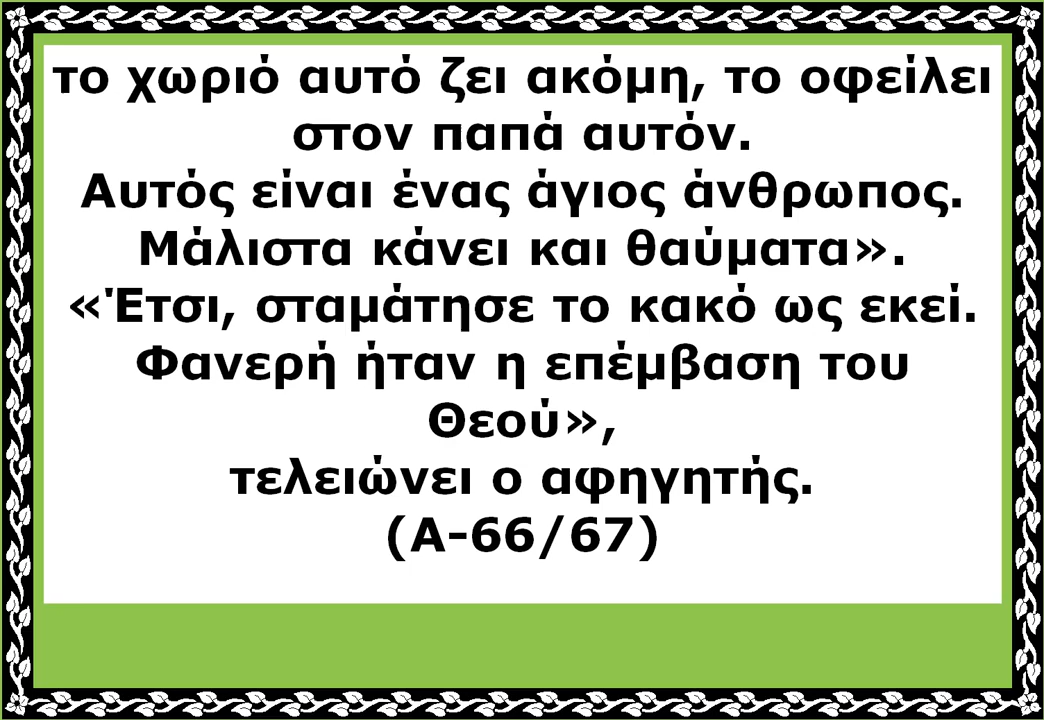 το χωριό αυτό ζει ακόμη, το οφείλει
στον παπά αυτόν.
Αυτός είναι ένας άγιος άνθρωπος.
Μάλιστα κάνει και θαύματα».
«Έτσι, σταμάτησε το κακό ως εκεί.
Φανερή ήταν η επέμβαση του
Θεού»,
τελειώνει ο αφηγητής.
(Α-66/67)